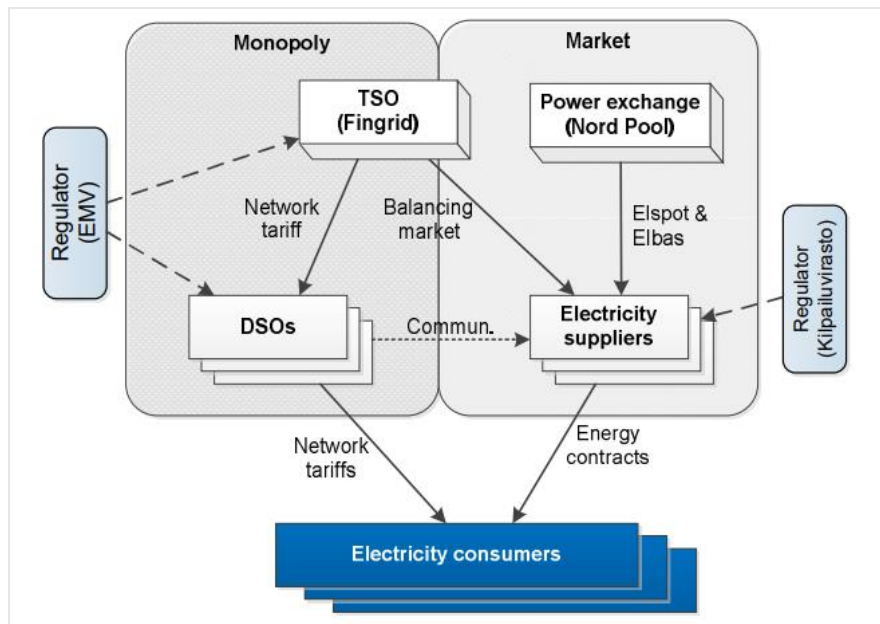 Monopoly
Market
TSO
(Fingrid)
Power exchange
(Nord Pool)
Regulator
(EMV)
Network
tariff
Balancing
market
Elspot &
Elbas
Regulator
(Kilpailuvirasto)
DSOs
Commun.
Electricity
suppliers
Network
tariffs
Energy
contracts
Electricity consumers